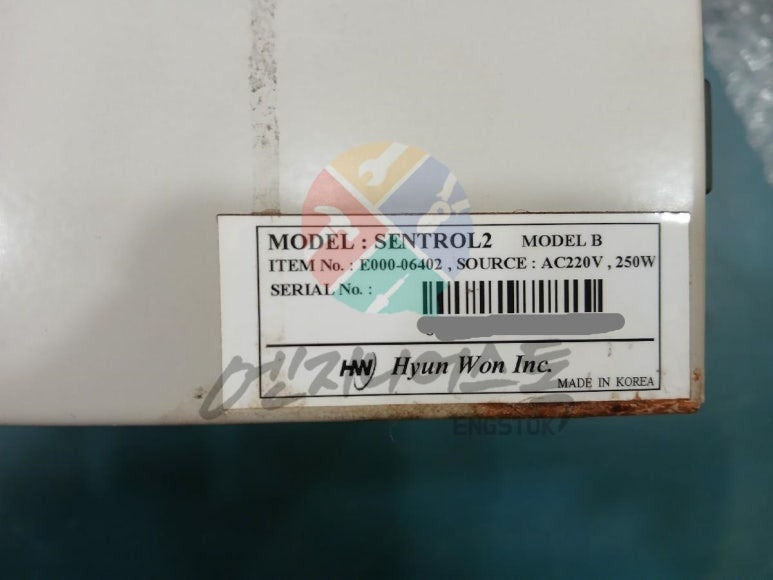 MODEL : SENTROL2 MODEL B
ITEM No. : E000-06402 , SOURCE : AC220V , 250W
SERIAL No. :
HW Hyun Won Inc.
MADE IN KOREA
엔지니어스톡
ENGSTOK